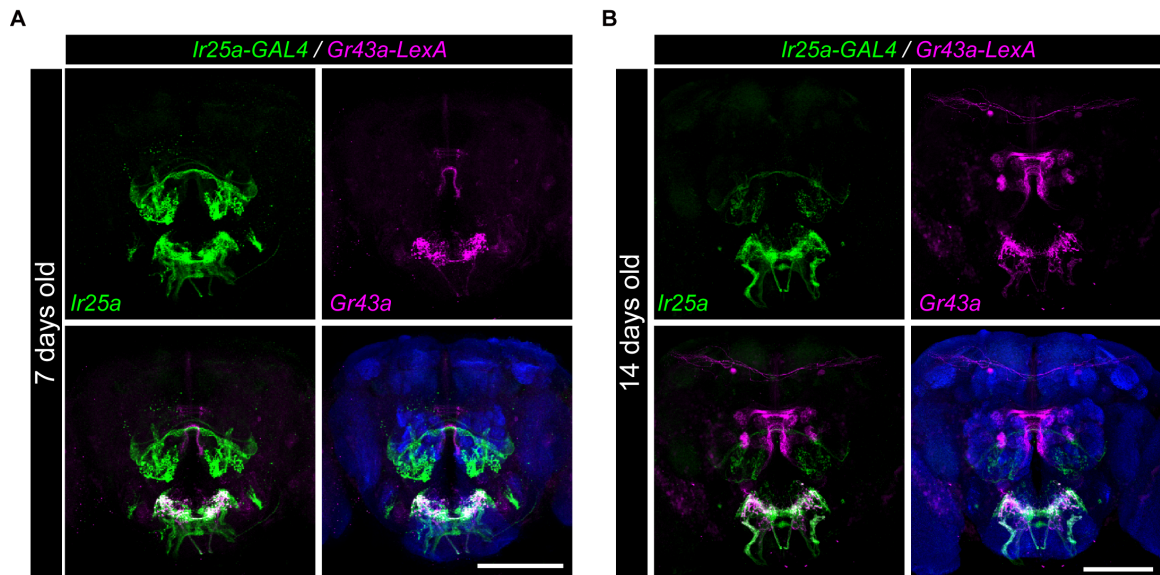 A
Ir25a-GAL4 / Gr43a-LexA
7 days old
Ir25a
Gr43a
B
Ir25a-GAL4 / Gr43a-LexA
14 days old
Ir25a
Gr43a